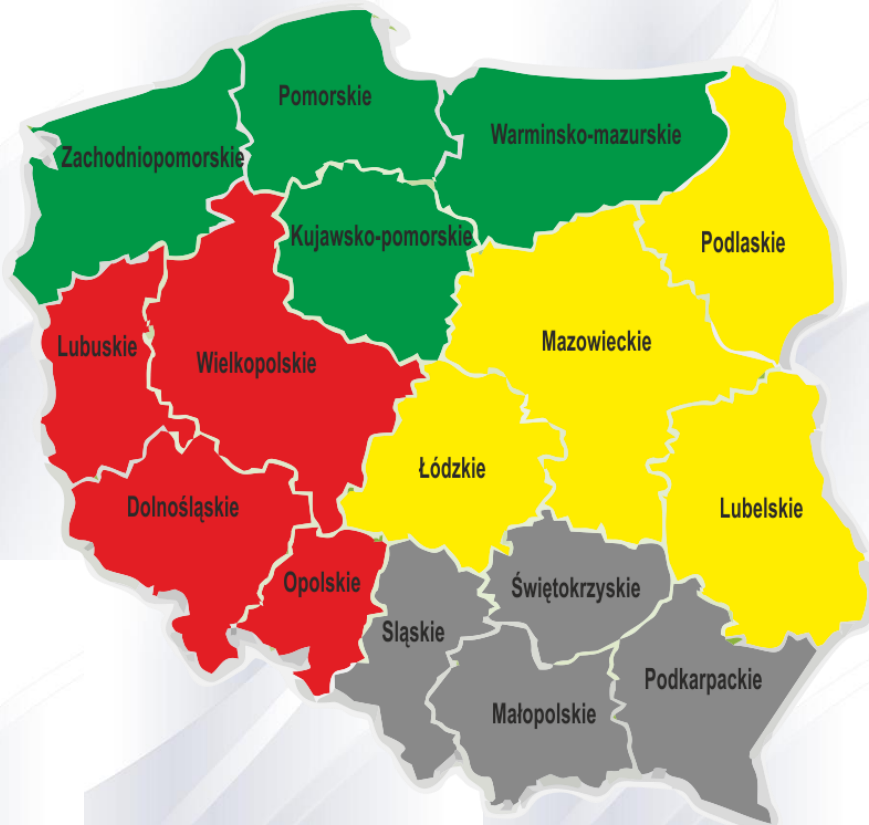 Pomorskie
Warminsko-mazurskie
Zachodniopomorskie
Kujawsko-pomorskie
Podlaskie
Mazowieckie
Lubuskie
Wielkopolskie
Łódzkie
Dolnośląskie
Lubelskie
Opolskie
Świętokrzyskie
Sląskie
Podkarpackie
Małopolskie